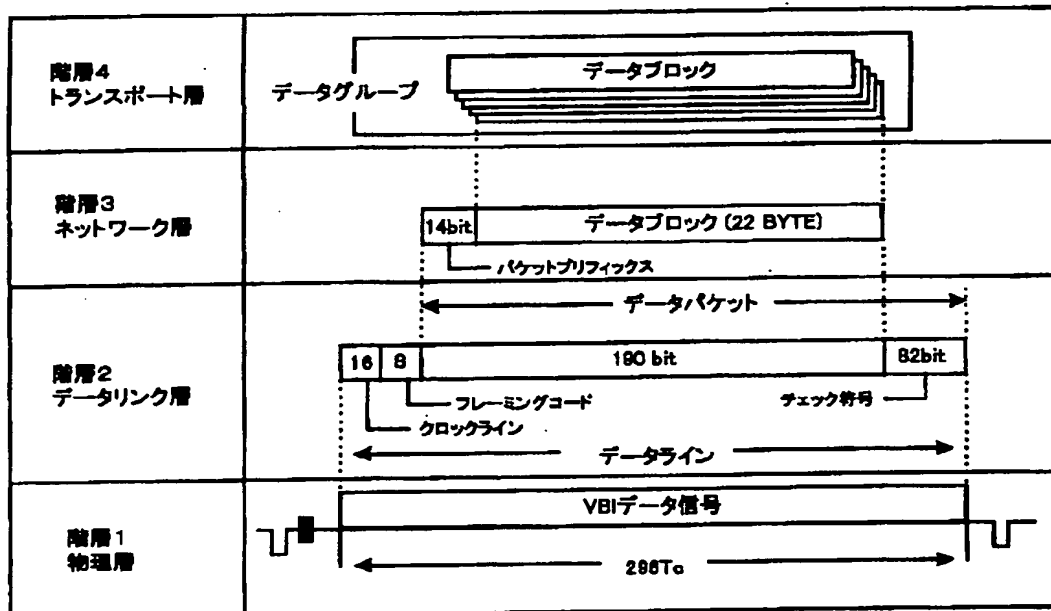 階層4
トランスポート層
データグループ
データブロック
階層3
ネットワーク層
14bit
データブロック (22 BYTE)
パケットプリフィックス
データパケット
階層2
データリンク層
16
8
190 bit
82bit
フレーミングコード
チェック符号
クロックライン
データライン
階層1
物理層
VBIデータ信号
296Tc